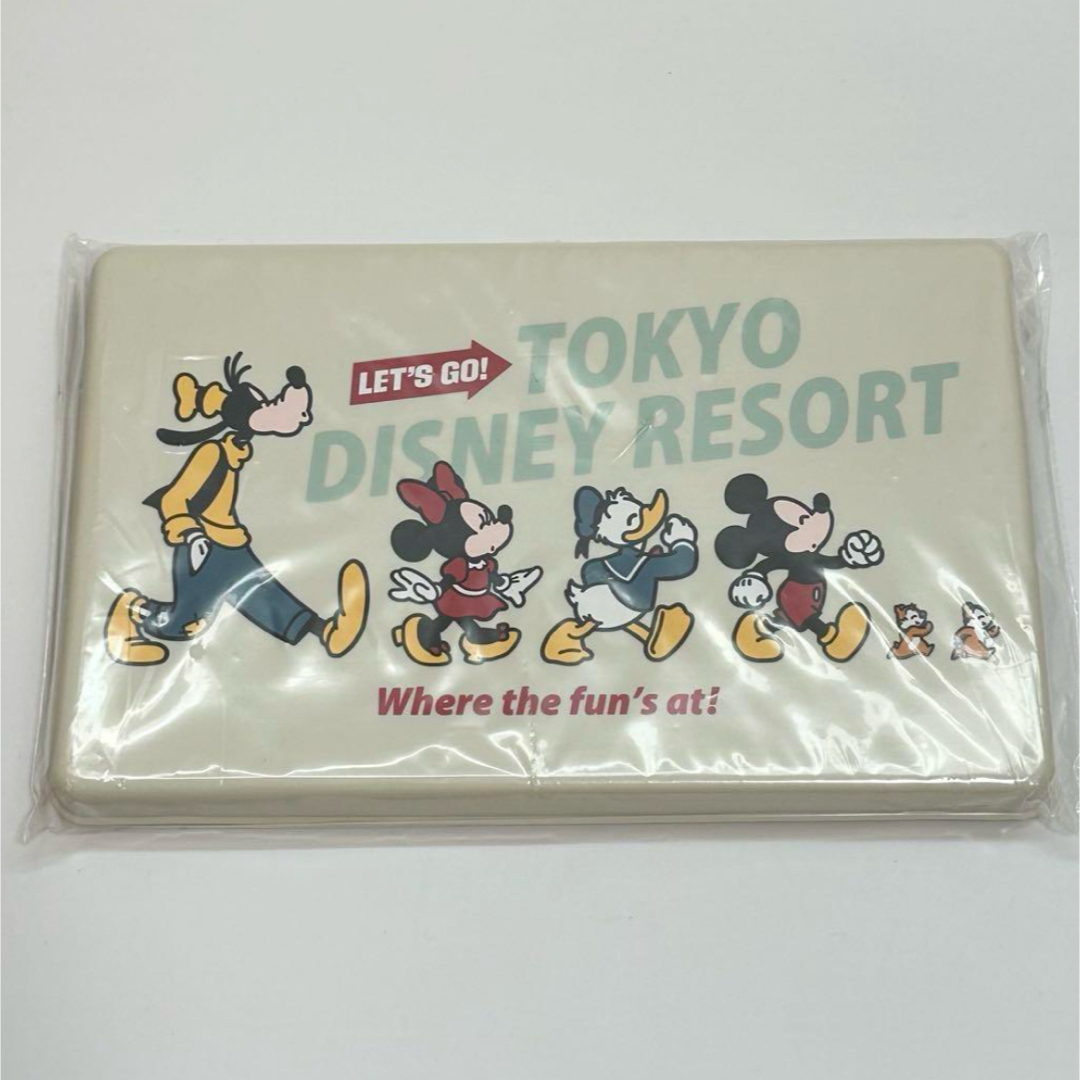 LET'S GO!
TOKYO
DISNEY RESORT
Where the fun's at!